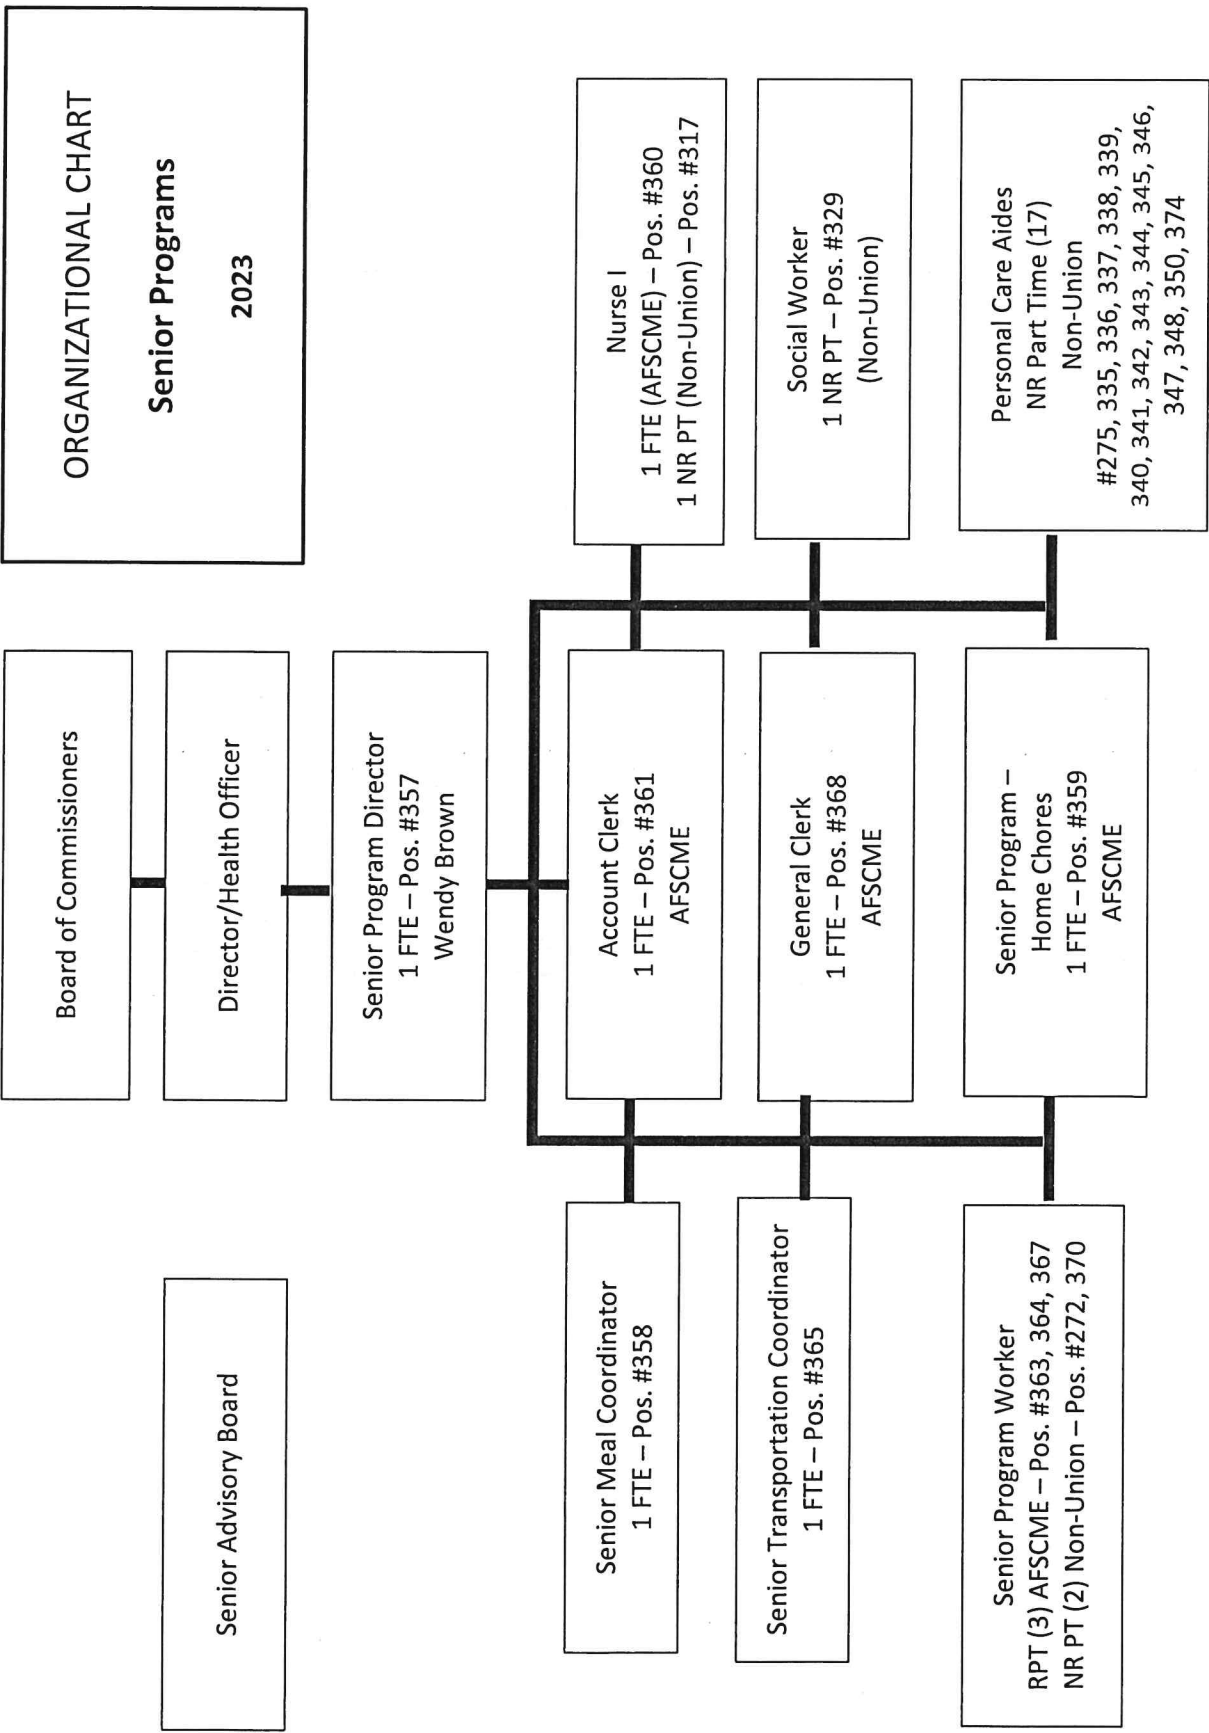 ORGANIZATIONAL CHART
Senior Programs
2023
Board of Commissioners
Senior Advisory Board
Director/Health Officer
Senior Program Director
1 FTE – Pos. #357
Wendy Brown
Senior Meal Coordinator
1 FTE – Pos. #358
Account Clerk
1 FTE – Pos. #361
AFSCME
Nurse I
1 FTE (AFSCME) – Pos. #360
1 NR PT (Non-Union) – Pos. #317
Senior Transportation Coordinator
1 FTE – Pos. #365
General Clerk
1 FTE – Pos. #368
AFSCME
Social Worker
1 NR PT – Pos. #329
(Non-Union)
Senior Program Worker
RPT (3) AFSCME – Pos. #363, 364, 367
NR PT (2) Non-Union – Pos. #272, 370
Senior Program –
Home Chores
1 FTE – Pos. #359
AFSCME
Personal Care Aides
NR Part Time (17)
Non-Union
#275, 335, 336, 337, 338, 339,
340, 341, 342, 343, 344, 345, 346,
347, 348, 350, 374